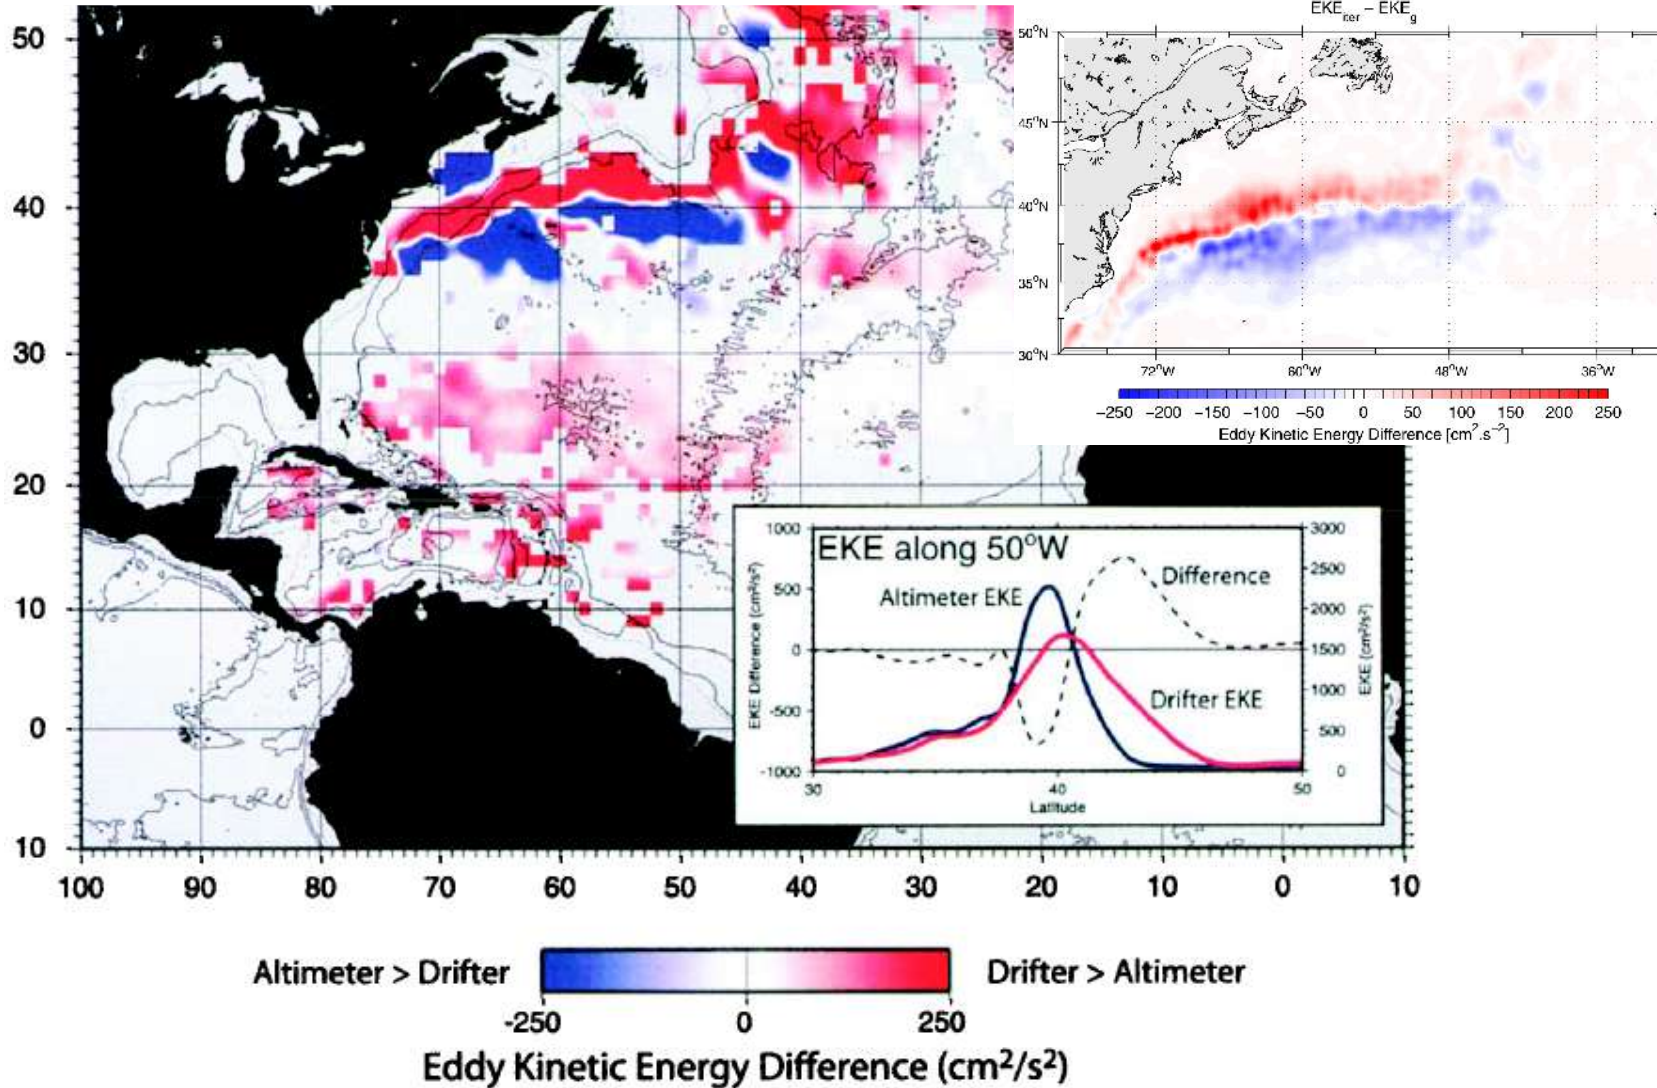 EKE_iter − EKE_g
50°N
45°N
40°N
35°N
30°N
72°W 60°W 48°W 36°W
−250 −200 −150 −100 −50 0 50 100 150 200 250
Eddy Kinetic Energy Difference [cm².s⁻²]
50
40
30
20
10
0
10
100 90 80 70 60 50 40 30 20 10 0 10
EKE along 50°W
Altimeter EKE
Difference
Drifter EKE
EKE Difference (cm²/s²)
1000
500
0
-500
-1000
EKE (cm²/s²)
3000
2500
2000
1500
1000
500
0
30 40 50
Latitude
Altimeter > Drifter
Drifter > Altimeter
-250 0 250
Eddy Kinetic Energy Difference (cm²/s²)